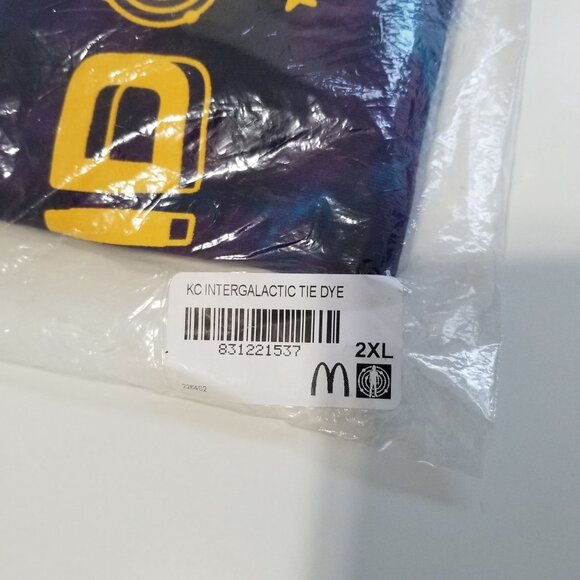 KC INTERGALACTIC TIE DYE
831221537
2XL